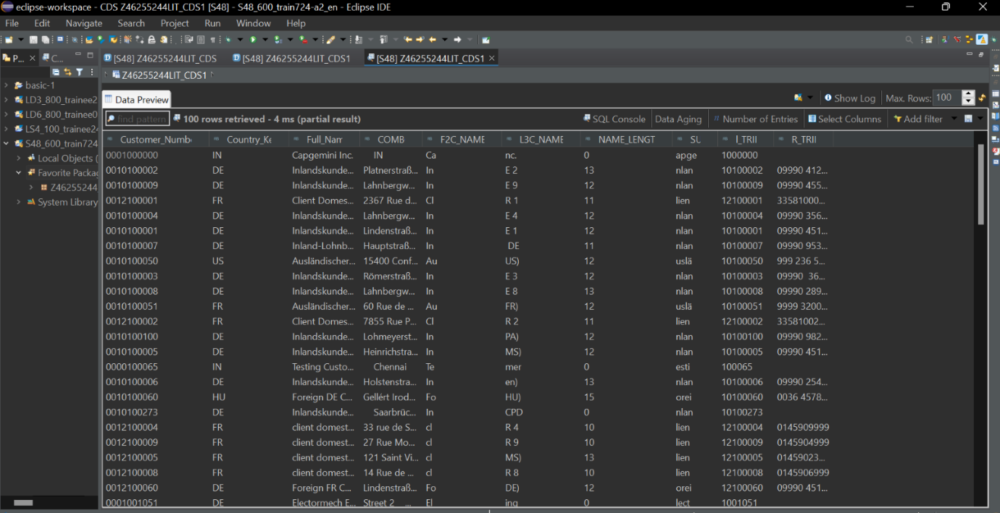 eclipse-workspace - CDS Z46255244LIT_CDS1 [S48] - S48_600_train724-a2_en - Eclipse IDE
File Edit Navigate Search Project Run Window Help
P... C... [S48] Z46255244LIT_CDS [S48] Z46255244LIT_CDS1 [S48] Z46255244LIT_CDS1
Z46255244LIT_CDS1
basic-1
LD3_800_trainee2
LD6_800_trainee0
LS4_100_trainee24
S48_600_train724
Local Objects (
Favorite Packag
Z46255244
System Library
Data Preview Show Log Max. Rows: 100
find pattern 100 rows retrieved - 4 ms (partial result) SQL Console Data Aging Number of Entries Select Columns Add filter
Customer_Numbe Country_Ke Full_Nam COMB F2C_NAME L3C_NAME NAME_LENGT SU l_TRII R_TRII
0001000000 IN Capgemini Inc. IN Ca nc. 0 apge 1000000
0010100002 DE Inlandskunde... Platnerstraß... In E 2 13 nlan 10100002 09990 412...
0010100009 DE Inlandskunde... Lahnbergw... In E 9 12 nlan 10100009 09990 455...
0012100001 FR Client Domes... 2367 Rue d... Cl R 1 11 lien 12100001 33581000...
0010100004 DE Inlandskunde... Lahnbergw... In E 4 12 nlan 10100004 09990 356...
0010100001 DE Inlandskunde... Lindenstraß... In E 1 12 nlan 10100001 09990 451...
0010100007 DE Inland-Lohnb... Hauptstraß... In DE 11 nlan 10100007 09990 953...
0010100050 US Ausländischer... 15400 Conf... Au US) 12 uslä 10100050 999 236 5...
0010100003 DE Inlandskunde... Römerstraß... In E 3 12 nlan 10100003 09990 36...
0010100008 DE Inlandskunde... Lahnbergw... In E 8 13 nlan 10100008 09990 289...
0010100051 FR Ausländischer... 60 Rue de ... Au FR) 12 uslä 10100051 9999 3200...
0012100002 FR Client Domes... 7855 Rue P... Cl R 2 11 lien 12100002 33581002...
0010100100 DE Inlandskunde... Lohmeyerst... In PA) 12 nlan 10100100 09990 982...
0010100005 DE Inlandskunde... Heinrichstra... In MS) 12 nlan 10100005 09990 451...
0000100065 IN Testing Custo... Chennai Te mer 0 esti 100065
0010100006 DE Inlandskunde... Holstenstra... In en) 13 nlan 10100006 09990 254...
0010100060 HU Foreign DE C... Gellért Irod... Fo HU) 15 orei 10100060 0036 4578...
0010100273 DE Inlandskunde... Saarbrüc... In CPD 0 nlan 10100273
0012100004 FR client domest... 33 rue de S... cl R 4 10 lien 12100004 0145909999
0012100009 FR client domest... 27 Rue Mo... cl R 9 10 lien 12100009 0145904999
0012100005 FR client domest... 121 Saint Vi... cl MS) 13 lien 12100005 01459023...
0012100008 FR client domest... 14 Rue de ... cl R 8 10 lien 12100008 0145906999
0012100060 DE Foreign FR C... Lindenstraß... Fo DE) 12 orei 12100060 09990 451...
0001001051 DE Electormech E... Street 2 ... El ing 0 lect 1001051